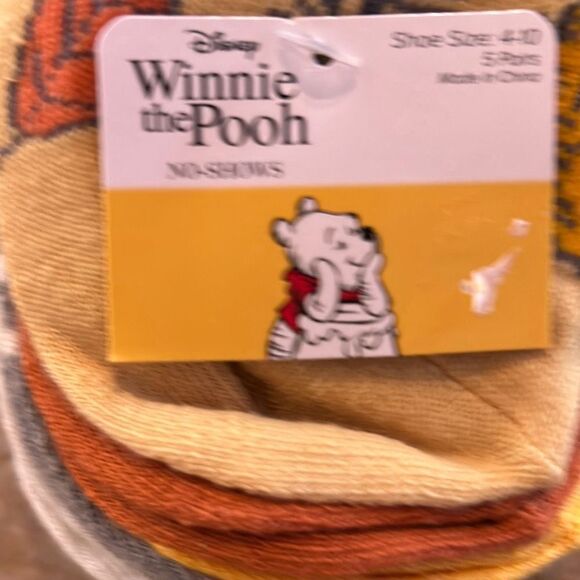 Disney
Winnie
the Pooh
NO-SHOWS
Shoe Size: 4-10
5 Pairs
Made in China